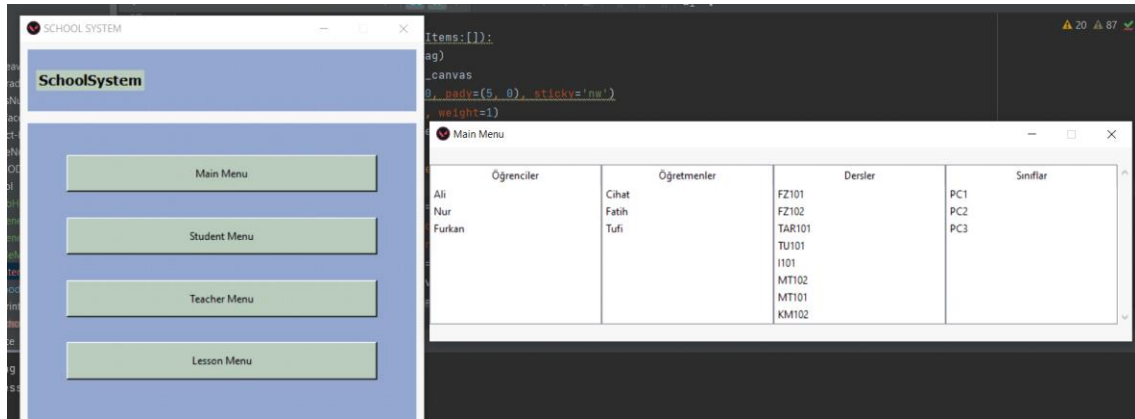 SCHOOL SYSTEM
SchoolSystem
Main Menu
Student Menu
Teacher Menu
Lesson Menu
Items:[]):
ag)
_canvas
0, pady=(5, 0), sticky='nw')
, weight=1)
20 87
Main Menu
Öğrenciler Öğretmenler Dersler Sınıflar
Ali Cihat FZ101 PC1
Nur Fatih FZ102 PC2
Furkan Tufi TAR101 PC3
TU101
I101
MT102
MT101
KM102